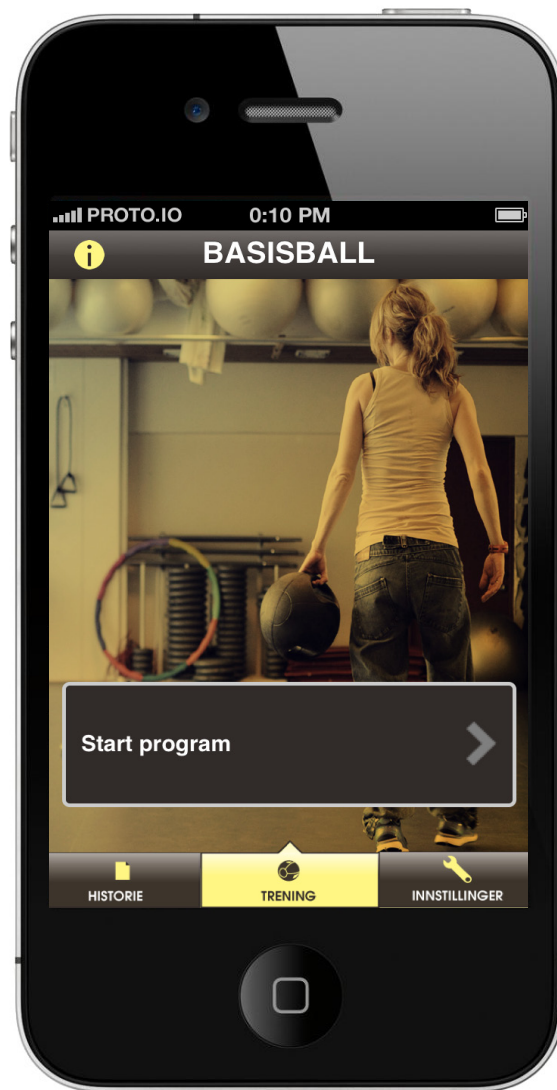 PROTO.IO 0:10 PM
i BASISBALL
Start program
HISTORIE TRENING INNSTILLINGER